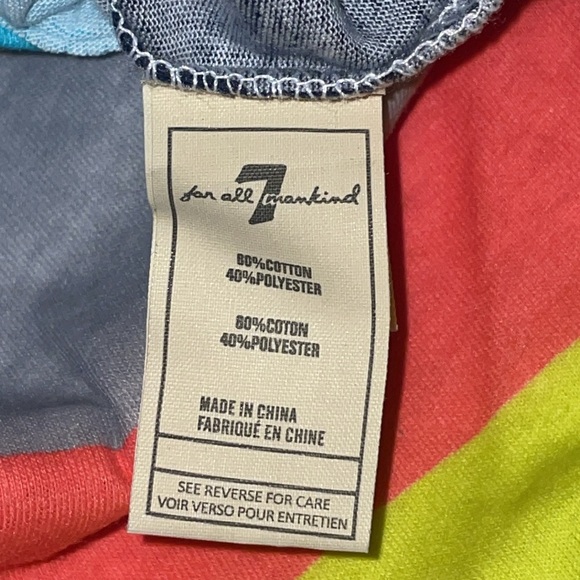 7
for all mankind
60%COTTON
40%POLYESTER
60%COTON
40%POLYESTER
MADE IN CHINA
FABRIQUÉ EN CHINE
SEE REVERSE FOR CARE
VOIR VERSO POUR ENTRETIEN